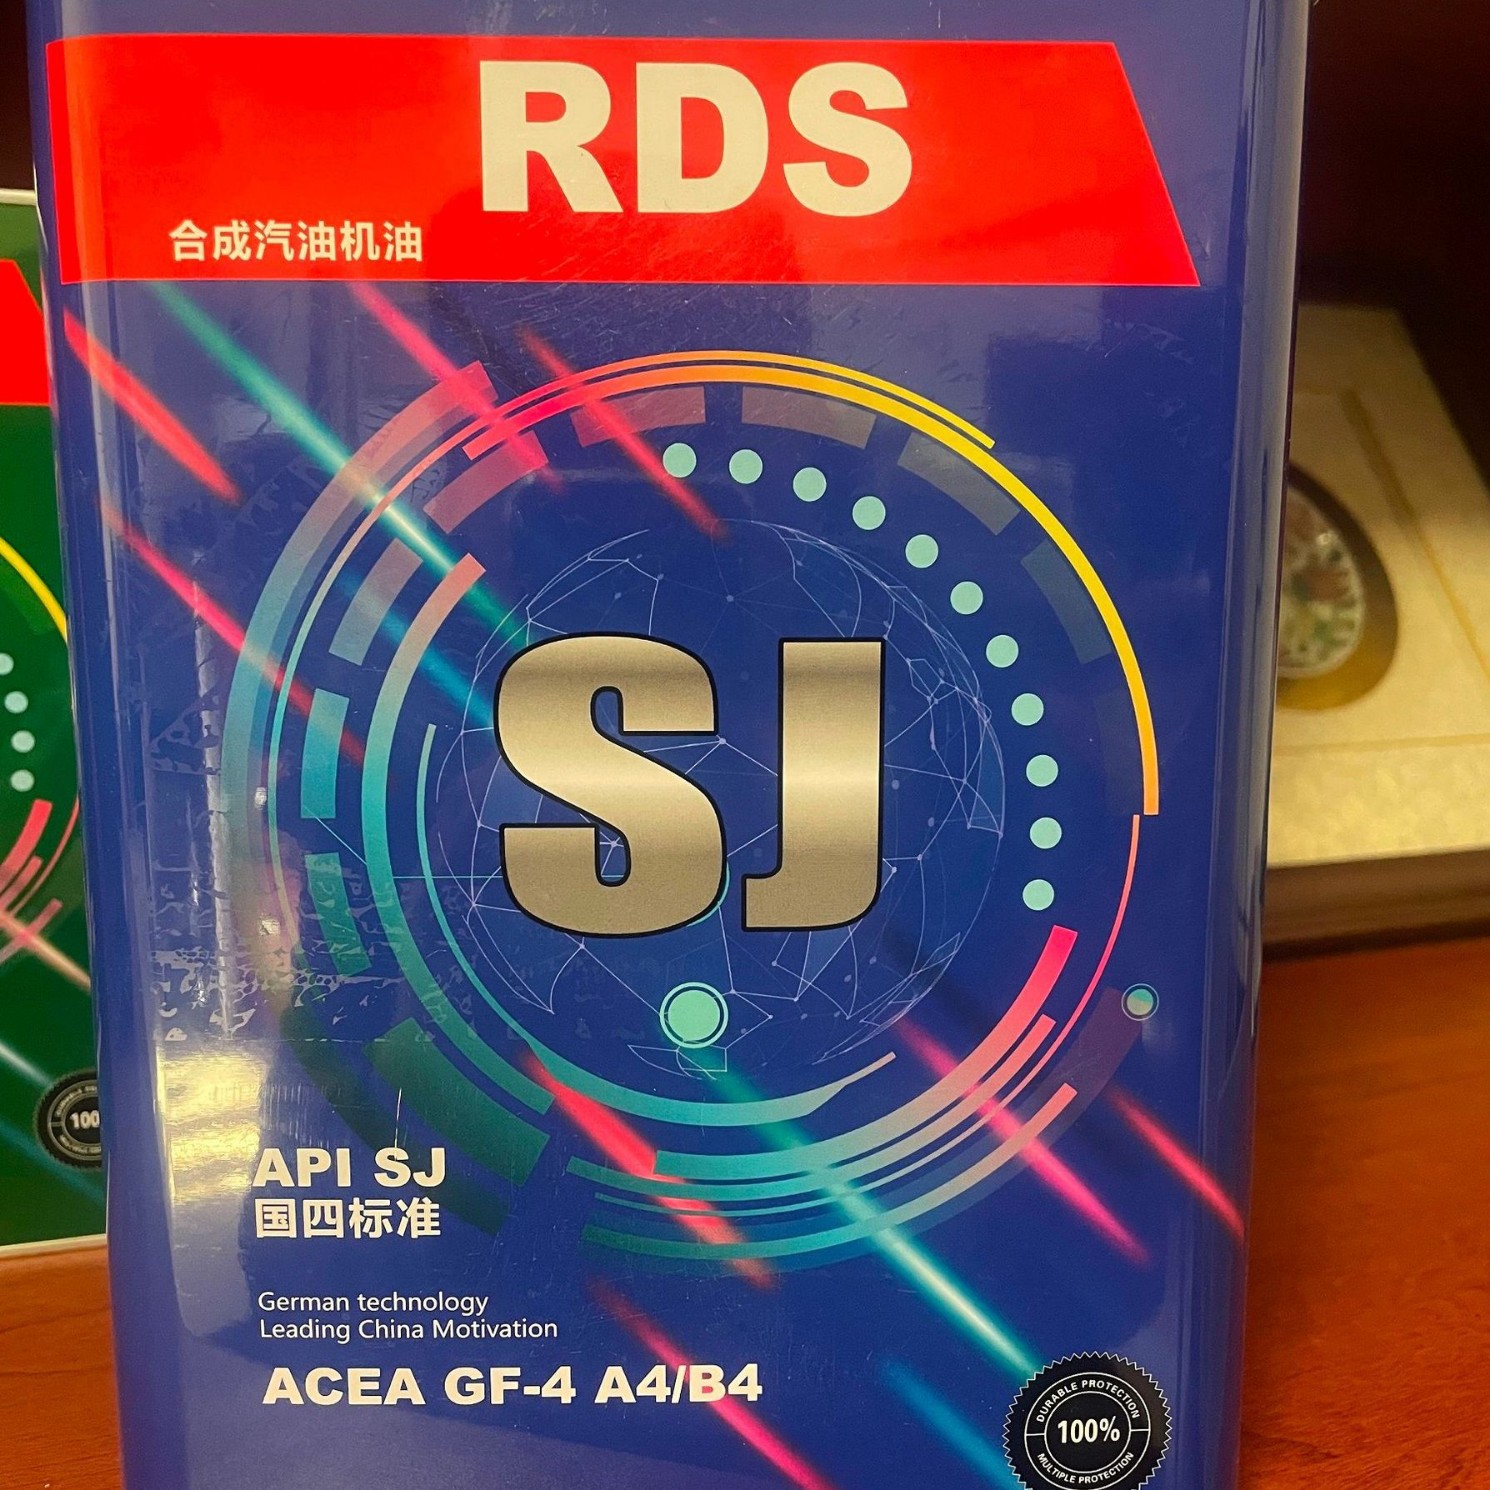 RDS
合成汽油机油
SJ
API SJ
国四标准
German technology
Leading China Motivation
ACEA GF-4 A4/B4
DURABLE PROTECTION
100%
MULTIPLE PROTECTION
100